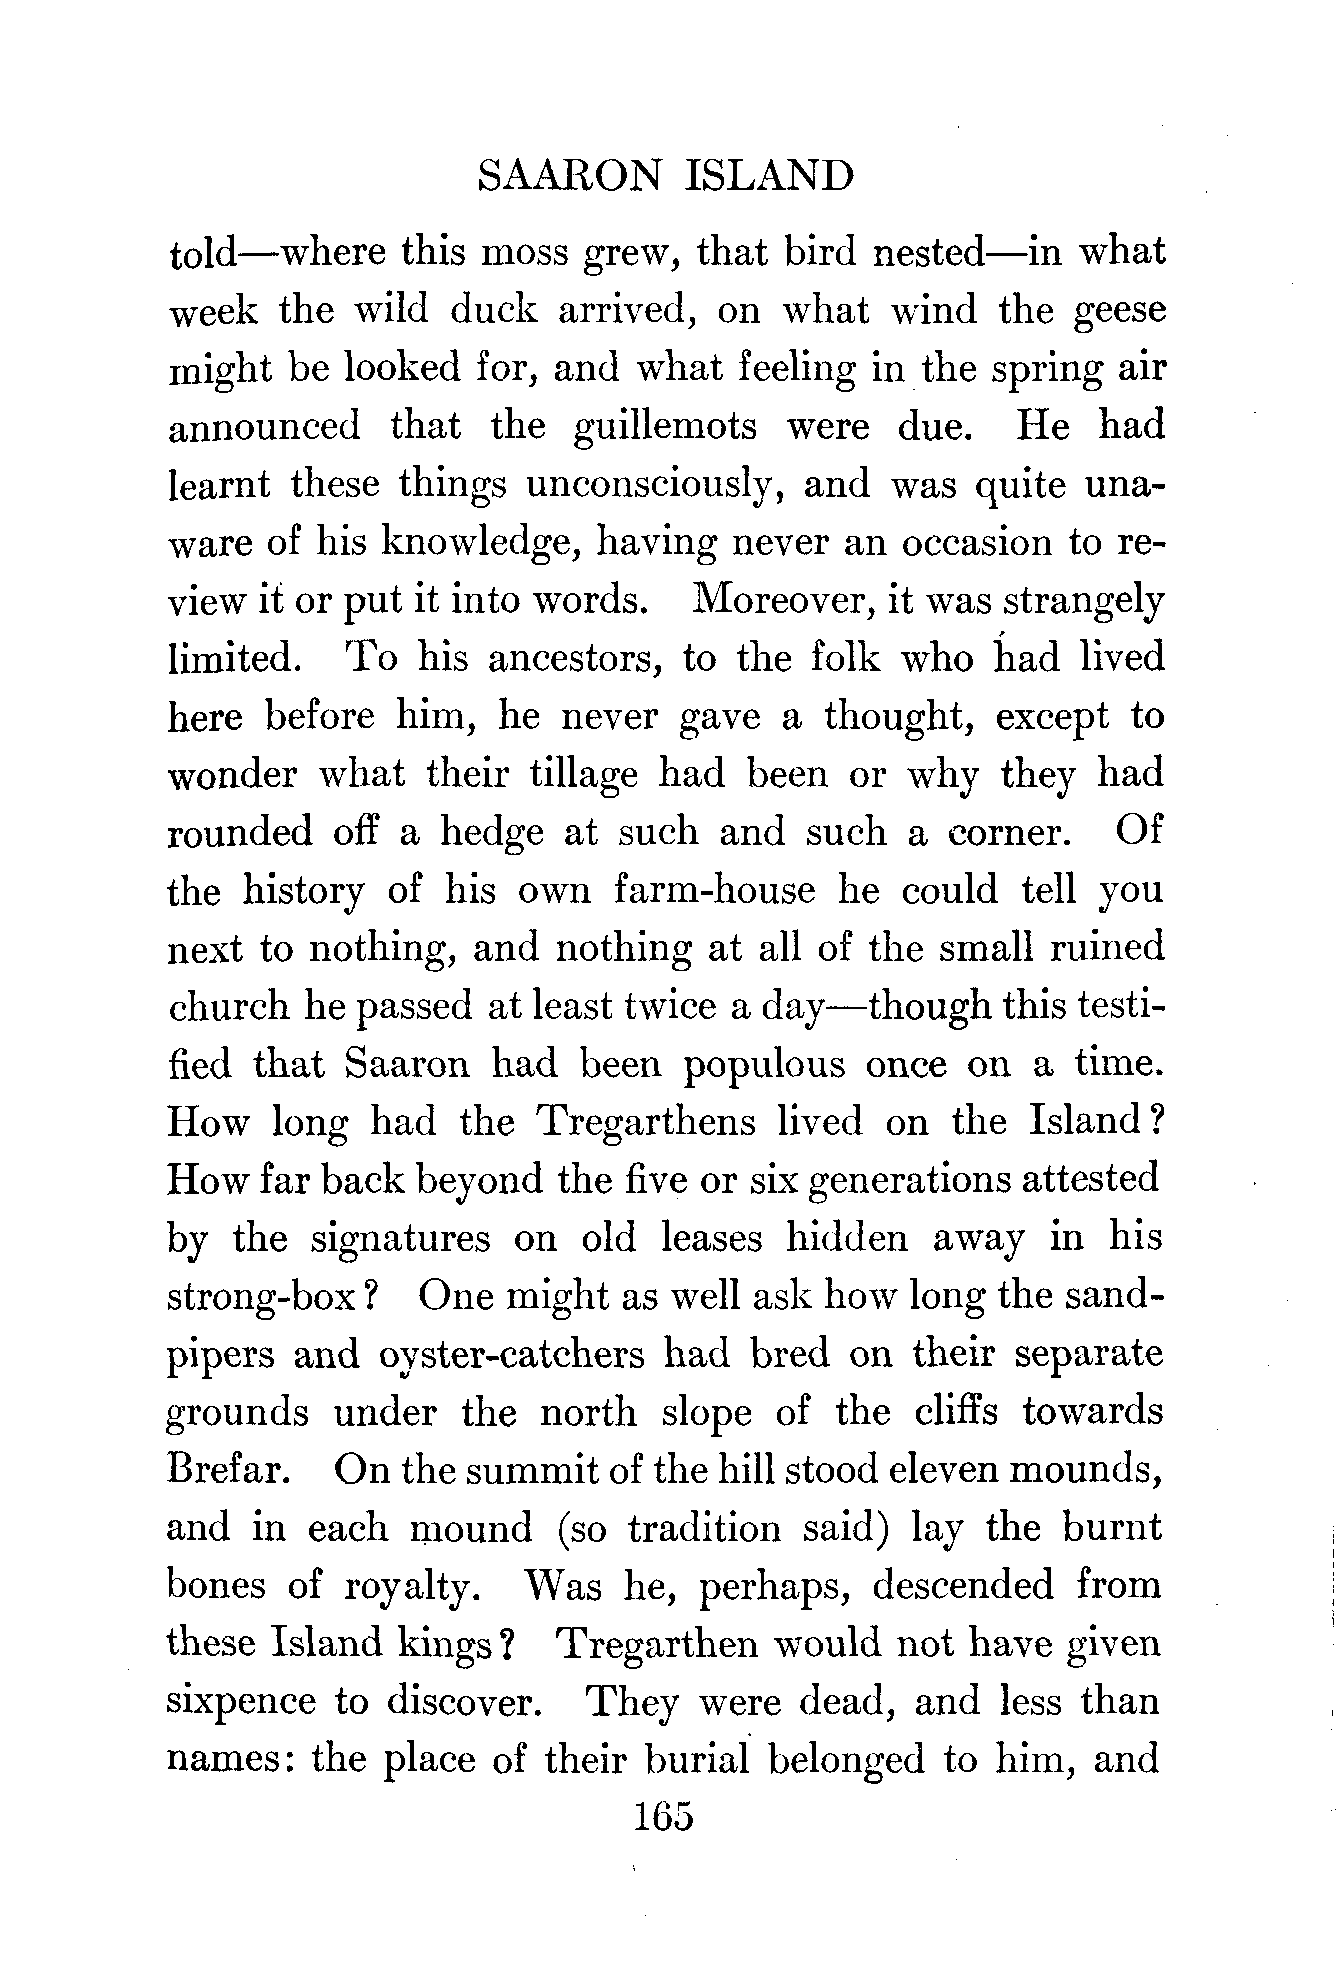 SAARON ISLAND
told—where this moss grew, that bird nested—in what
week the wild duck arrived, on what wind the geese
might be looked for, and what feeling in the spring air
announced that the guillemots were due. He had
learnt these things unconsciously, and was quite una-
ware of his knowledge, having never an occasion to re-
view it or put it into words. Moreover, it was strangely
limited. To his ancestors, to the folk who had lived
here before him, he never gave a thought, except to
wonder what their tillage had been or why they had
rounded off a hedge at such and such a corner. Of
the history of his own farm-house he could tell you
next to nothing, and nothing at all of the small ruined
church he passed at least twice a day—though this testi-
fied that Saaron had been populous once on a time.
How long had the Tregarthens lived on the Island?
How far back beyond the five or six generations attested
by the signatures on old leases hidden away in his
strong-box? One might as well ask how long the sand-
pipers and oyster-catchers had bred on their separate
grounds under the north slope of the cliffs towards
Brefar. On the summit of the hill stood eleven mounds,
and in each mound (so tradition said) lay the burnt
bones of royalty. Was he, perhaps, descended from
these Island kings? Tregarthen would not have given
sixpence to discover. They were dead, and less than
names: the place of their burial belonged to him, and
165